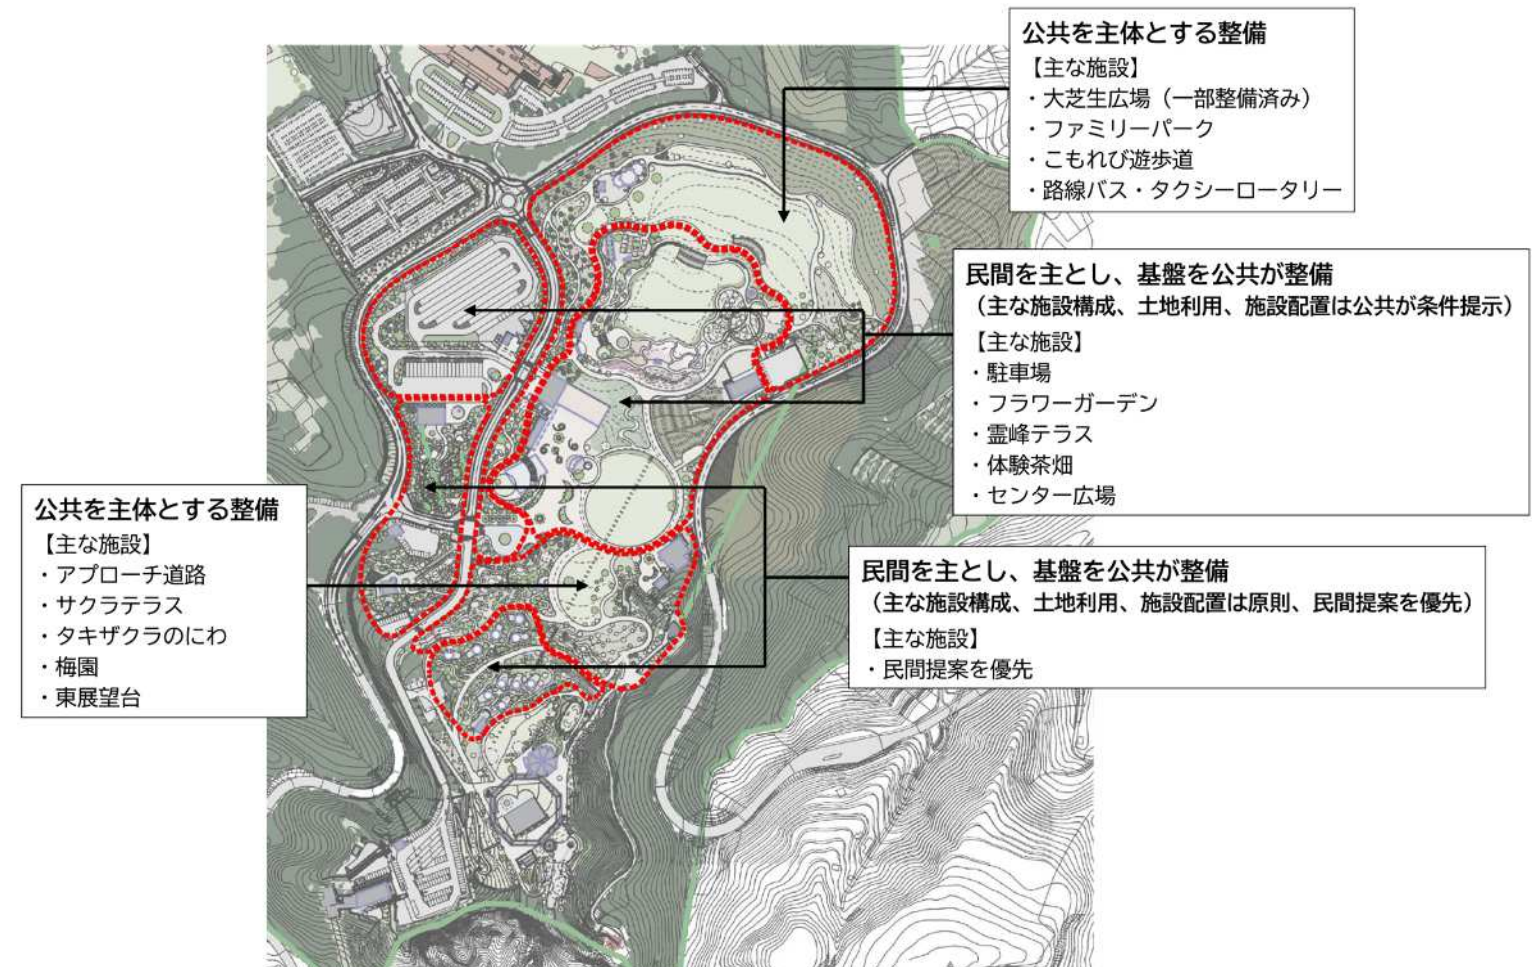 公共を主体とする整備
【主な施設】
・大芝生広場（一部整備済み）
・ファミリーパーク
・こもれび遊歩道
・路線バス・タクシーロータリー
民間を主とし、基盤を公共が整備
（主な施設構成、土地利用、施設配置は公共が条件提示）
【主な施設】
・駐車場
・フラワーガーデン
・霊峰テラス
・体験茶畑
・センター広場
公共を主体とする整備
【主な施設】
・アプローチ道路
・サクラテラス
・タキザクラのにわ
・梅園
・東展望台
民間を主とし、基盤を公共が整備
（主な施設構成、土地利用、施設配置は原則、民間提案を優先）
【主な施設】
・民間提案を優先